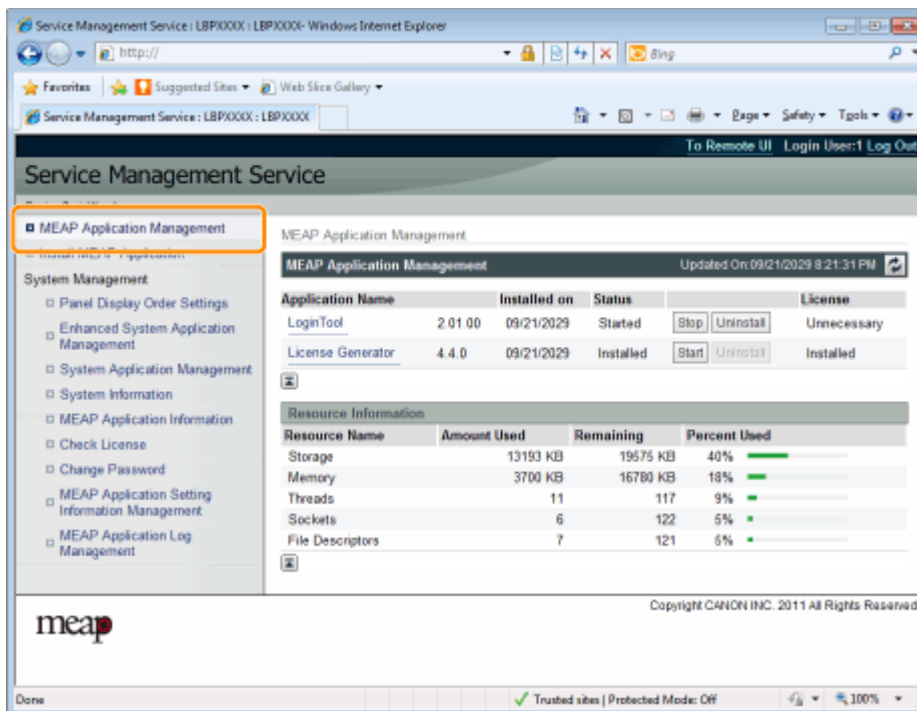 Service Management Service : LBPXXXX : LBPXXXX- Windows Internet Explorer
http://
Bing
Favorites Suggested Sites Web Slice Gallery
Service Management Service : LBPXXXX : LBPXXXX Page Safety Tools
To Remote UI Login User:1 Log Out
Service Management Service
MEAP Application Management
Install MEAP Application
System Management
Panel Display Order Settings
Enhanced System Application
Management
System Application Management
System Information
MEAP Application Information
Check License
Change Password
MEAP Application Setting
Information Management
MEAP Application Log
Management
MEAP Application Management
MEAP Application Management Updated On:09/21/2029 8:21:31 PM
Application Name Installed on Status License
LoginTool 2.01.00 09/21/2029 Started Stop Uninstall Unnecessary
License Generator 4.4.0 09/21/2029 Installed Start Uninstall Installed
Resource Information
Resource Name Amount Used Remaining Percent Used
Storage 13193 KB 19575 KB 40%
Memory 3700 KB 16780 KB 18%
Threads 11 117 9%
Sockets 6 122 5%
File Descriptors 7 121 6%
Copyright CANON INC. 2011 All Rights Reserved
meap
Done Trusted sites | Protected Mode: Off 100%